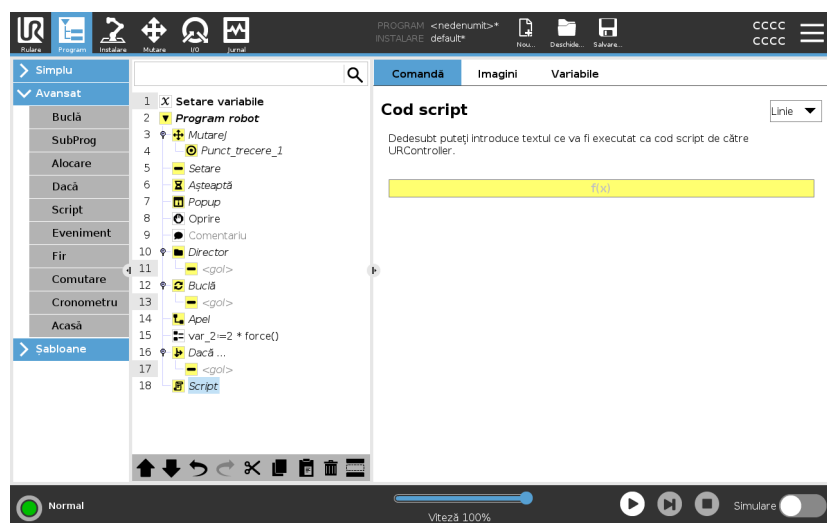 PROGRAM <nedenumit>*
INSTALARE default*
Rulare Program Instalare Mutare I/O Jurnal Nou... Deschide... Salvare...
CCCC
CCCC
Simplu
Avansat
Buclă
SubProg
Alocare
Dacă
Script
Eveniment
Fir
Comutare
Cronometru
Acasă
Șabloane
1 X Setare variabile
2 Program robot
3 MutareJ
4 Punct_trecere_1
5 Setare
6 Așteaptă
7 Popup
8 Oprire
9 Comentariu
10 Director
11 <gol>
12 Buclă
13 <gol>
14 Apel
15 var_2≔2 * force()
16 Dacă ...
17 <gol>
18 Script
Comandă Imagini Variabile
Cod script
Linie
Dedesubt puteți introduce textul ce va fi executat ca cod script de către
URController.
f(x)
Normal
Viteză 100%
Simulare